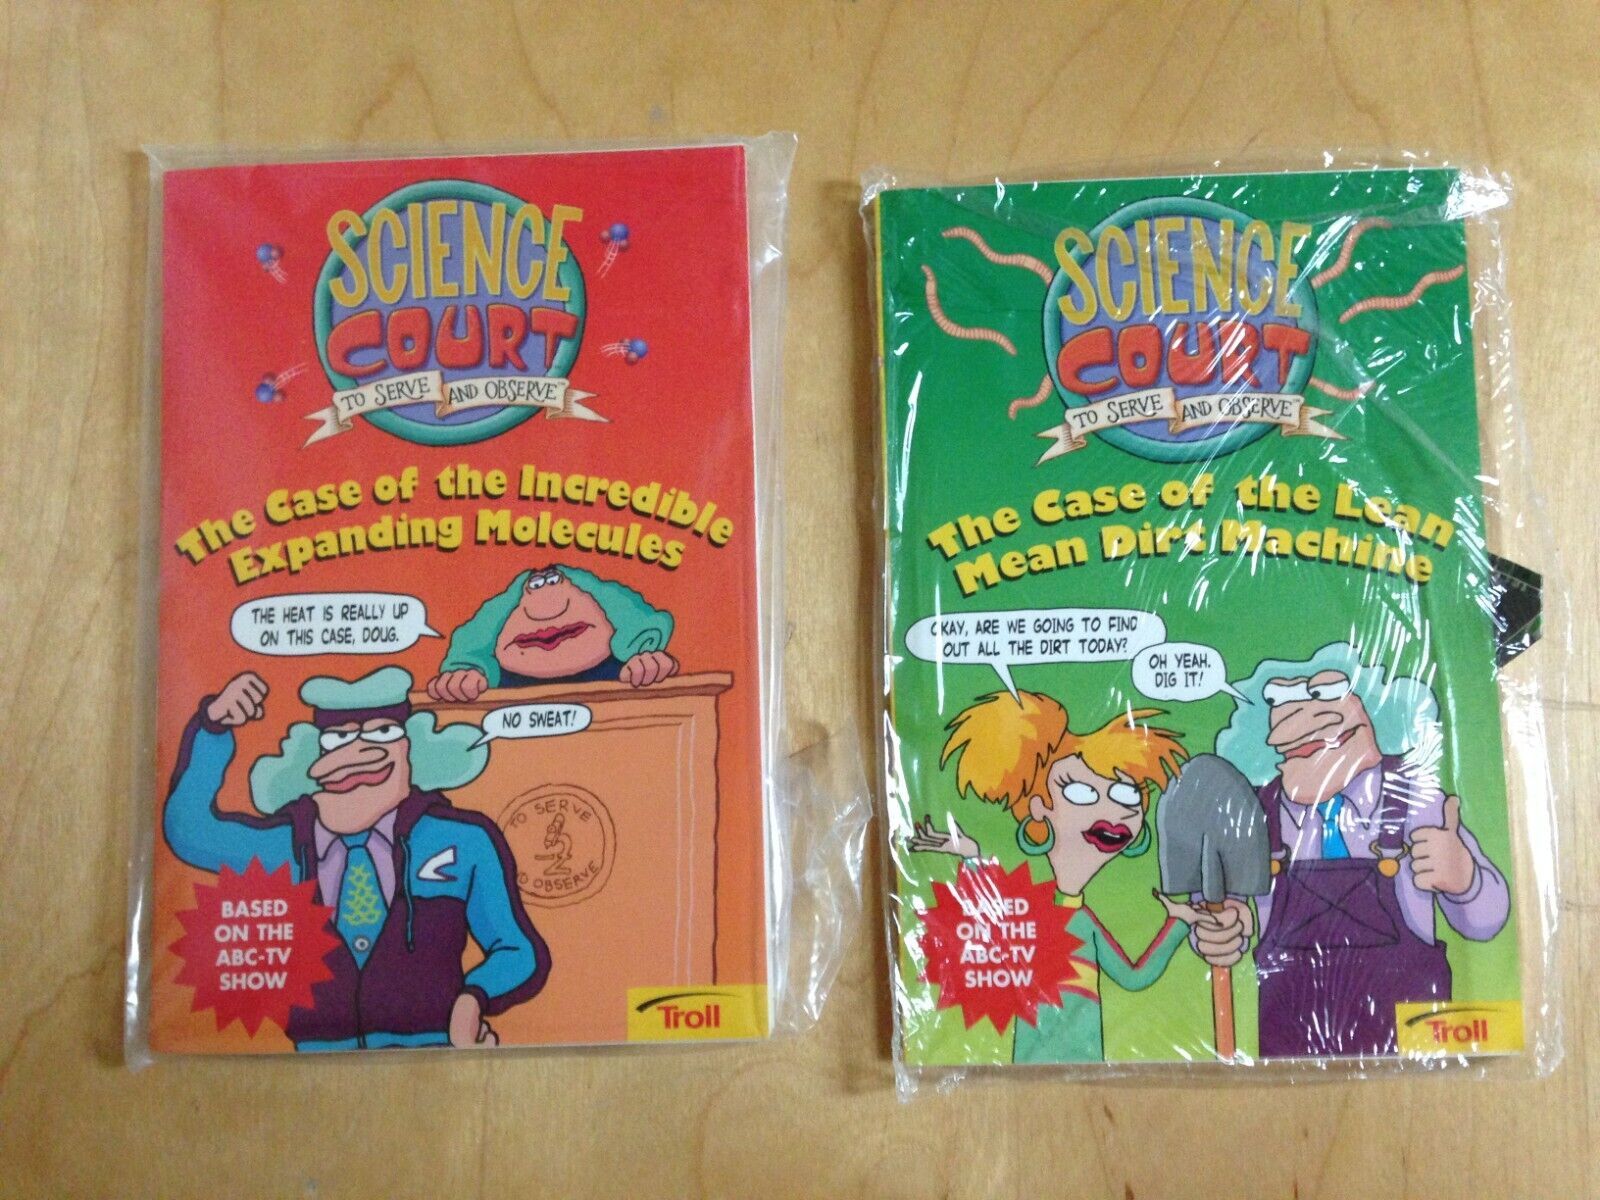 SCIENCE
COURT
TO SERVE AND OBSERVE™
The Case of the Incredible
Expanding Molecules
THE HEAT IS REALLY UP
ON THIS CASE, DOUG.
NO SWEAT!
TO SERVE
AND OBSERVE
BASED
ON THE
ABC-TV
SHOW
Troll
SCIENCE
COURT
TO SERVE AND OBSERVE™
The Case of the Lean
Mean Dirt Machine
OKAY, ARE WE GOING TO FIND
OUT ALL THE DIRT TODAY?
OH YEAH.
DIG IT!
BASED
ON THE
ABC-TV
SHOW
Troll